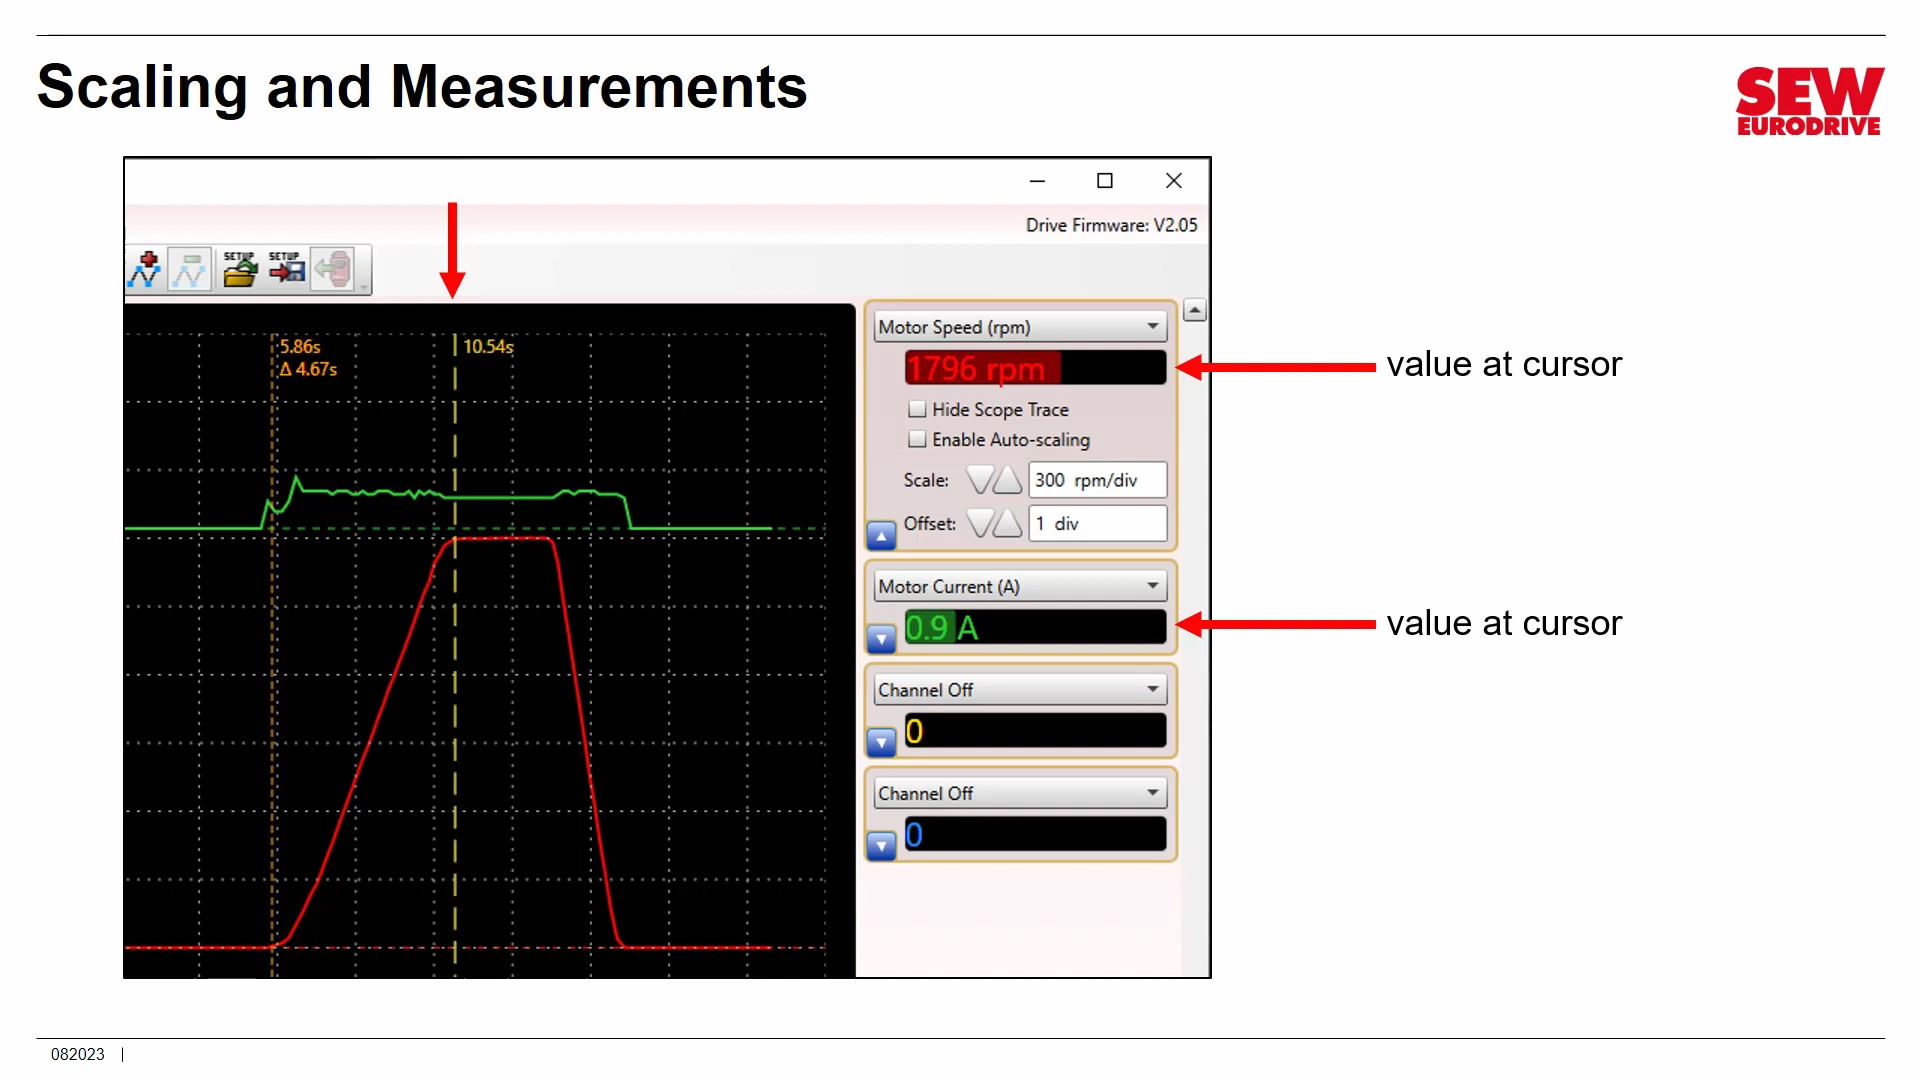 Scaling and Measurements
SEW
EURODRIVE
Drive Firmware: V2.05
SETUP
SETUP
5.86s
Δ 4.67s
10.54s
Motor Speed (rpm)
1796 rpm
value at cursor
Hide Scope Trace
Enable Auto-scaling
Scale:
300 rpm/div
Offset:
1 div
Motor Current (A)
0.9 A
value at cursor
Channel Off
0
Channel Off
0
082023 |